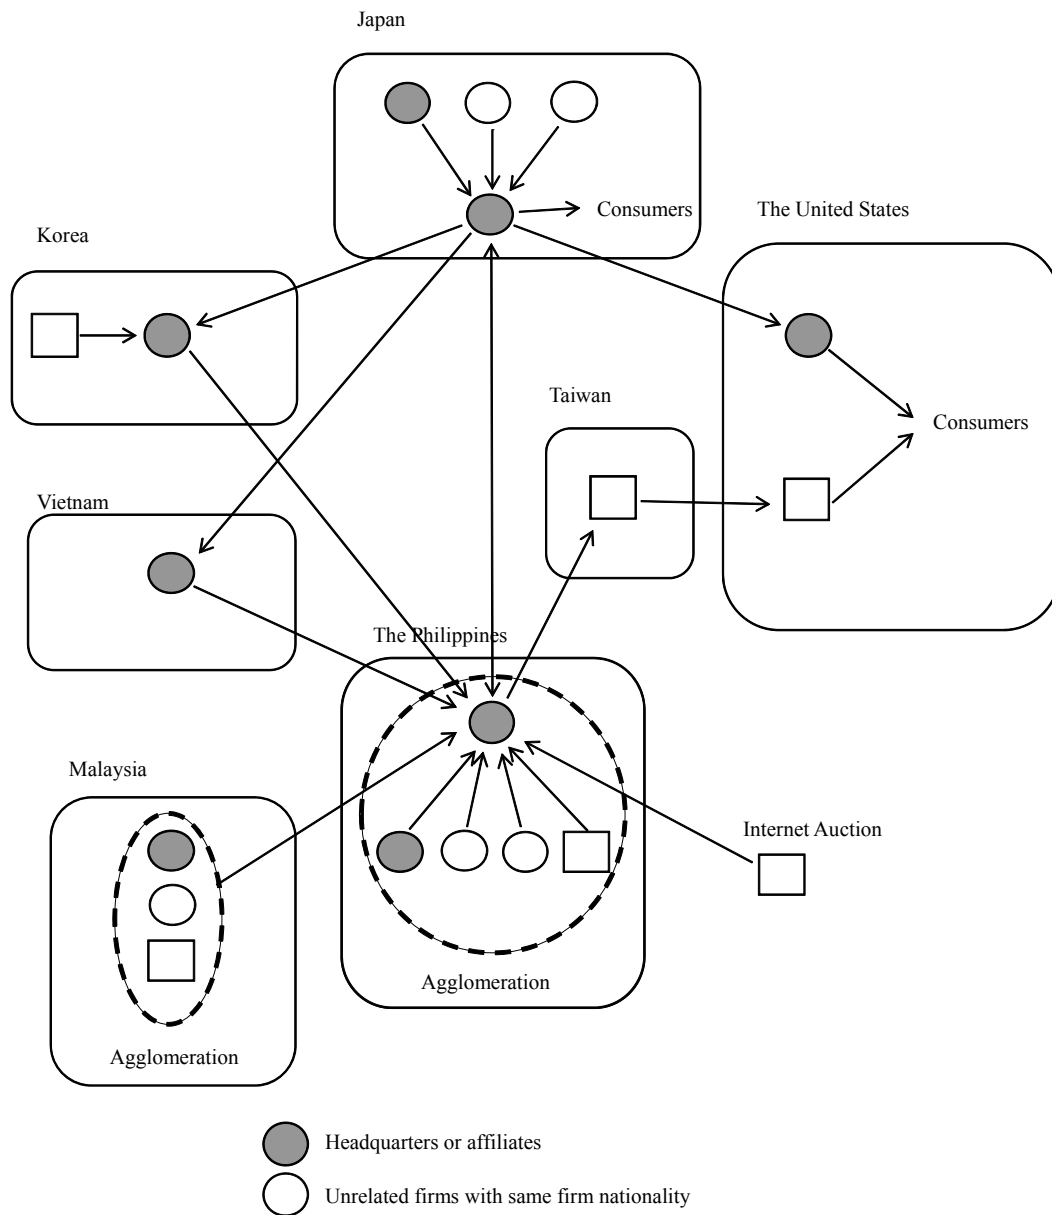 Japan
Consumers
The United States
Korea
Taiwan
Consumers
Vietnam
The Philippines
Malaysia
Internet Auction
Agglomeration
Agglomeration
Headquarters or affiliates
Unrelated firms with same firm nationality